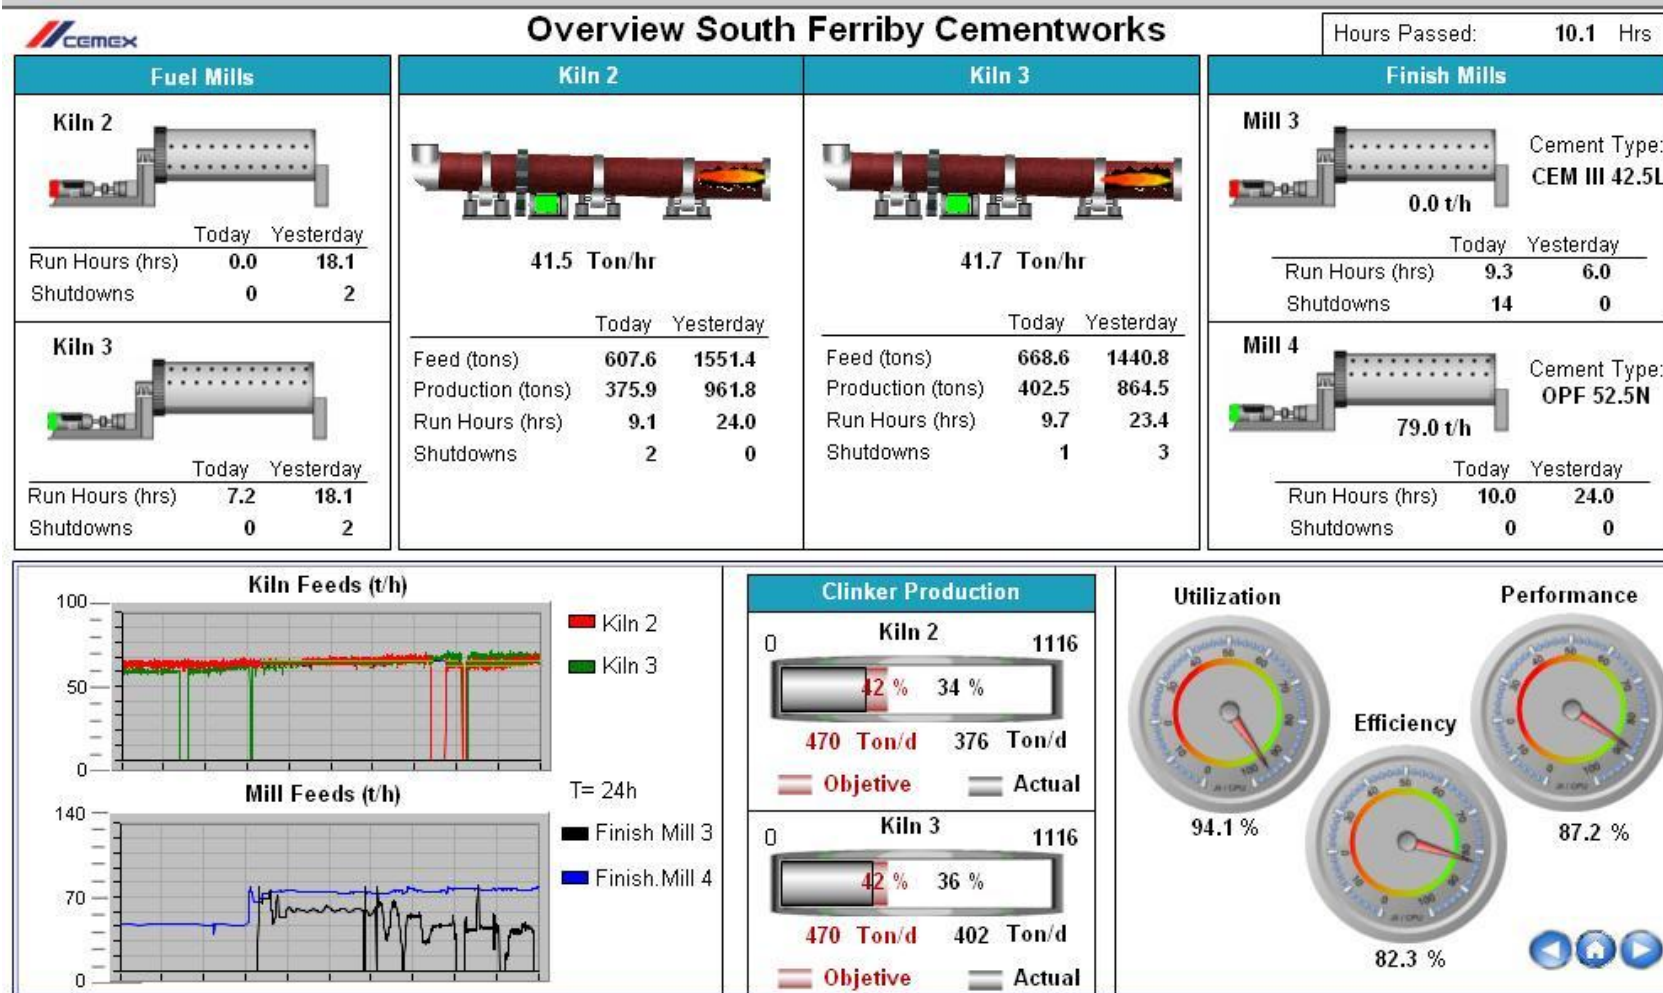 CEMEX
Overview South Ferriby Cementworks
Hours Passed: 10.1 Hrs
Fuel Mills
Kiln 2
Today Yesterday
Run Hours (hrs) 0.0 18.1
Shutdowns 0 2
Kiln 3
Today Yesterday
Run Hours (hrs) 7.2 18.1
Shutdowns 0 2
Kiln 2
41.5 Ton/hr
Today Yesterday
Feed (tons) 607.6 1551.4
Production (tons) 375.9 961.8
Run Hours (hrs) 9.1 24.0
Shutdowns 2 0
Kiln 3
41.7 Ton/hr
Today Yesterday
Feed (tons) 668.6 1440.8
Production (tons) 402.5 864.5
Run Hours (hrs) 9.7 23.4
Shutdowns 1 3
Finish Mills
Mill 3
Cement Type:
CEM III 42.5L
0.0 t/h
Today Yesterday
Run Hours (hrs) 9.3 6.0
Shutdowns 14 0
Mill 4
Cement Type:
OPF 52.5N
79.0 t/h
Today Yesterday
Run Hours (hrs) 10.0 24.0
Shutdowns 0 0
Kiln Feeds (t/h)
100
50
0
Kiln 2
Kiln 3
Mill Feeds (t/h)
T= 24h
140
70
0
Finish Mill 3
Finish.Mill 4
Clinker Production
Kiln 2
0 1116
42 % 34 %
470 Ton/d 376 Ton/d
Objetive Actual
Kiln 3
0 1116
42 % 36 %
470 Ton/d 402 Ton/d
Objetive Actual
Utilization
94.1 %
Performance
87.2 %
Efficiency
82.3 %